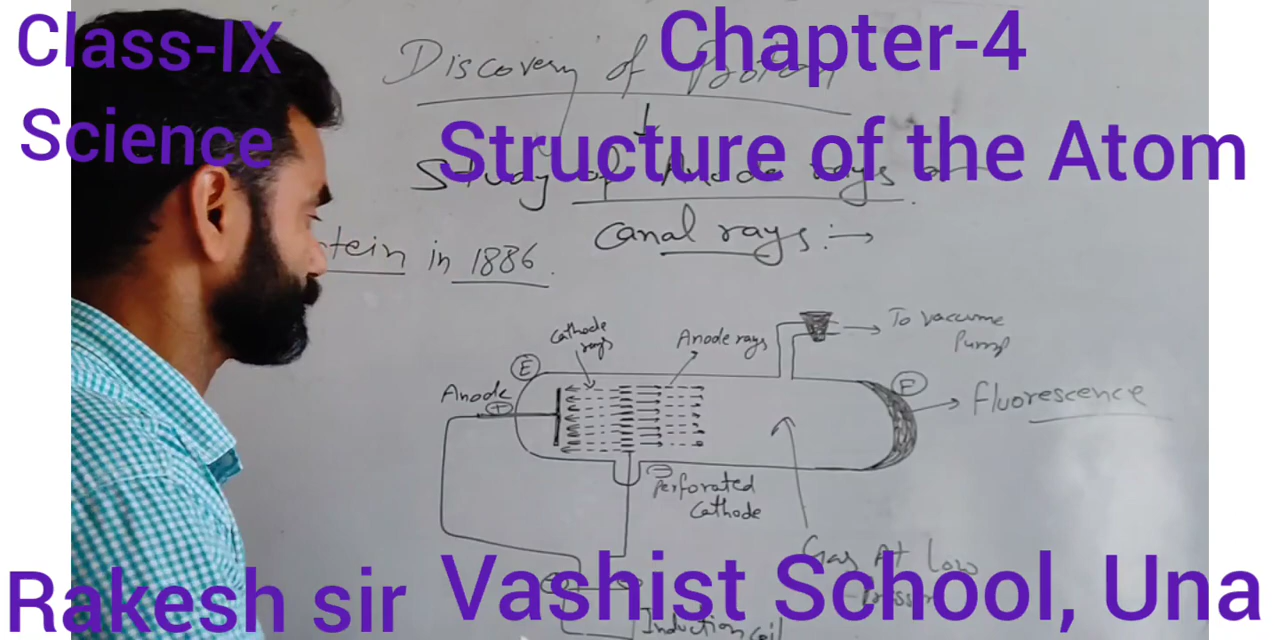 Class-IX
Science
Chapter-4
Structure of the Atom
Discovery of
Study of Anode rays or
Canal rays :→
tein in 1886.
Cathode
rays
Anode rays
To vaccume
Pump
E
F
Anode
+
fluorescence
Perforated
Cathode
Gas At Low
Induction coil
Rakesh sir
Vashist School, Una